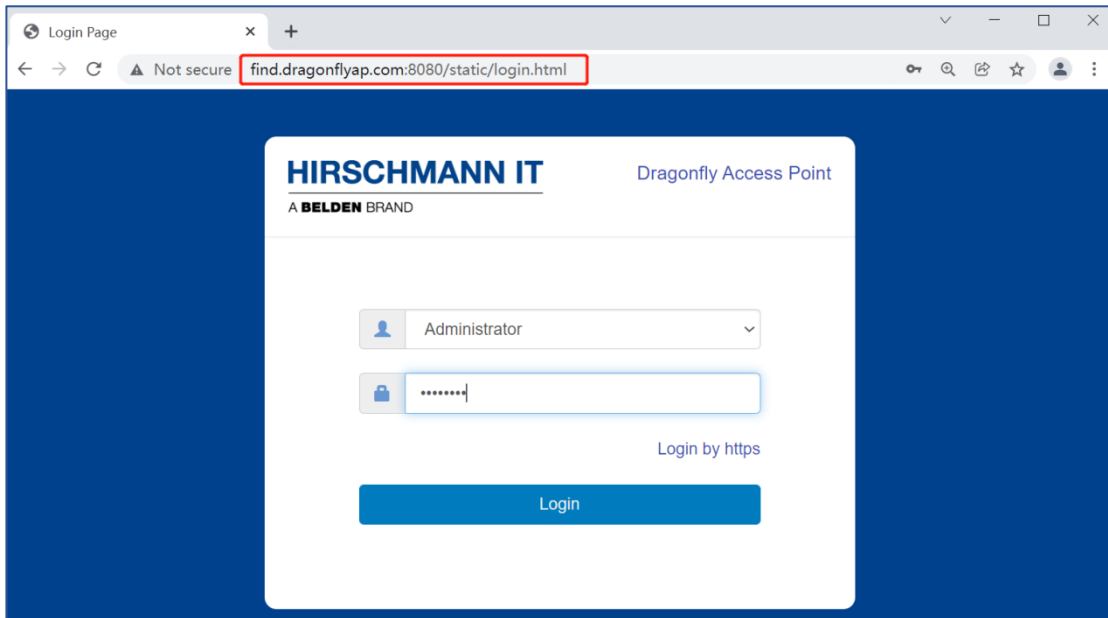 Login Page
Not secure find.dragonflyap.com:8080/static/login.html
HIRSCHMANN IT
Dragonfly Access Point
A BELDEN BRAND
Administrator
Login by https
Login